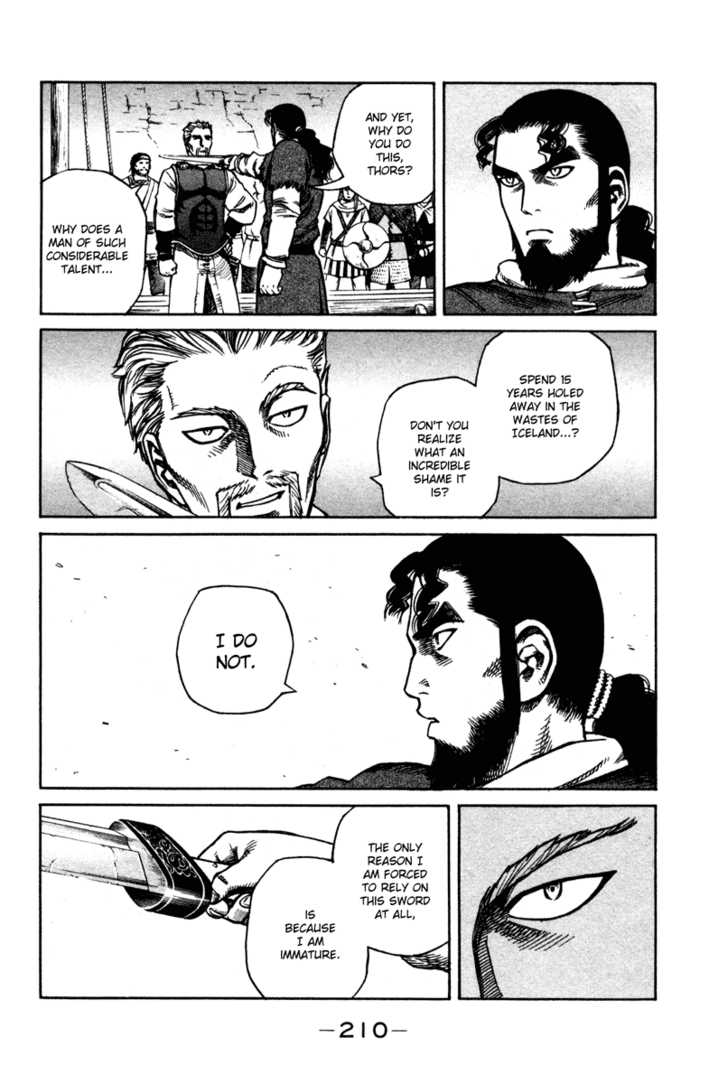 AND YET,
WHY DO
YOU DO
THIS,
THORS?
WHY DOES A
MAN OF SUCH
CONSIDERABLE
TALENT...
SPEND 15
YEARS HOLED
AWAY IN THE
WASTES OF
ICELAND...?
DON'T YOU
REALIZE
WHAT AN
INCREDIBLE
SHAME IT
IS?
I DO
NOT.
THE ONLY
REASON I
AM FORCED
TO RELY ON
THIS SWORD
AT ALL,
IS
BECAUSE
I AM
IMMATURE.
–210–